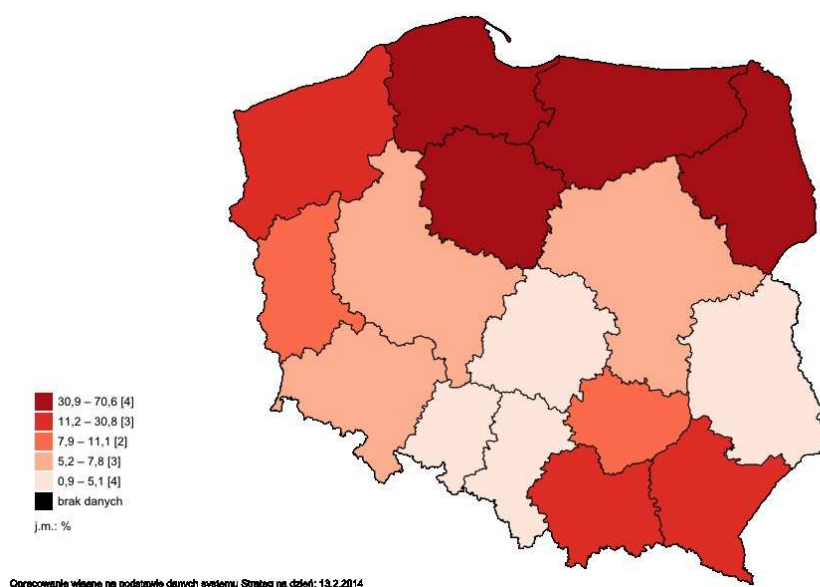 30,9 – 70,6 [4]
11,2 – 30,8 [3]
7,9 – 11,1 [2]
5,2 – 7,8 [3]
0,9 – 5,1 [4]
brak danych
j.m.: %
Opracowanie własne na podstawie danych systemu Strateg na dzień: 13.2.2014